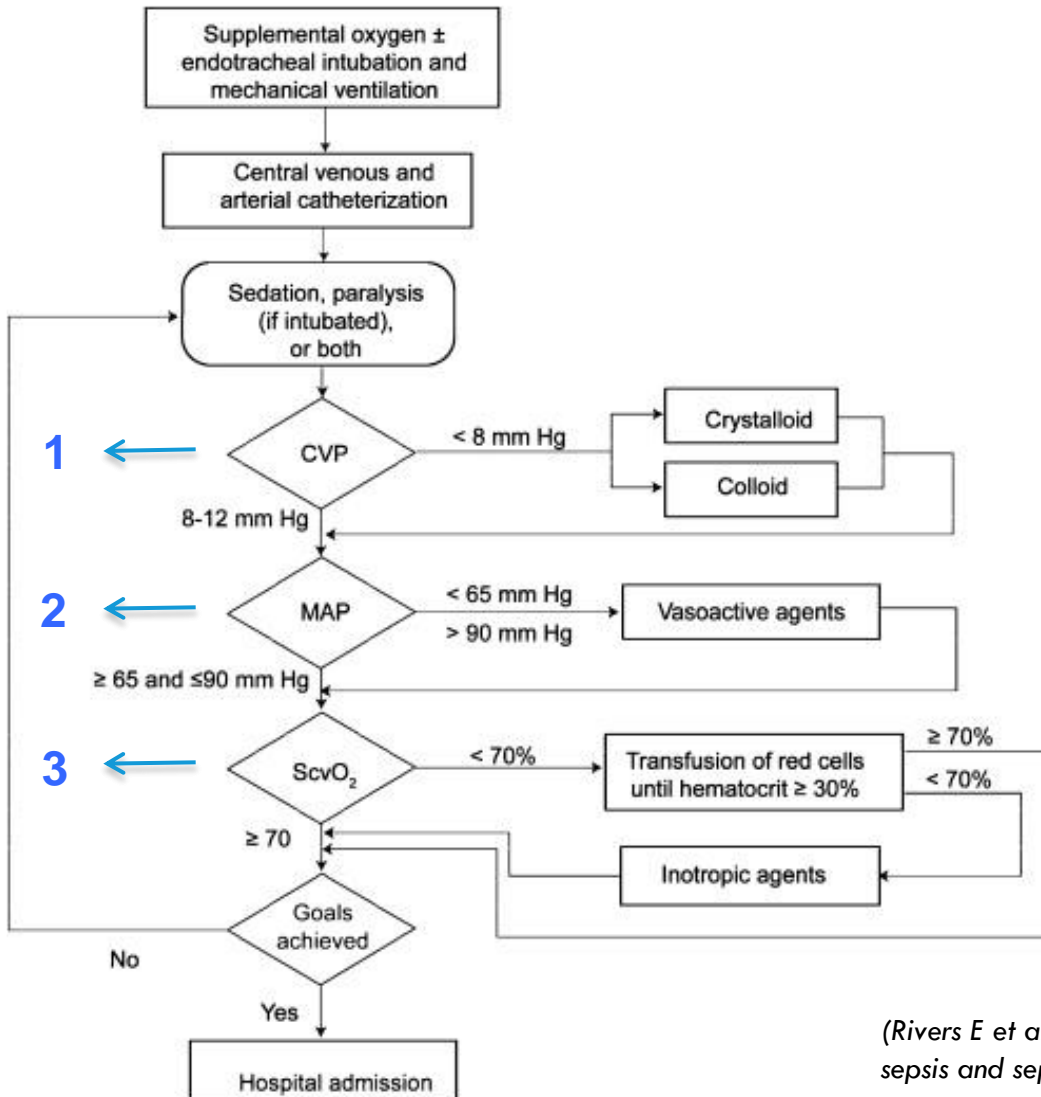 Supplemental oxygen ±
endotracheal intubation and
mechanical ventilation
Central venous and
arterial catheterization
Sedation, paralysis
(if intubated),
or both
1
CVP
< 8 mm Hg
Crystalloid
Colloid
8-12 mm Hg
2
MAP
< 65 mm Hg
> 90 mm Hg
Vasoactive agents
≥ 65 and ≤90 mm Hg
3
ScvO₂
< 70%
Transfusion of red cells
until hematocrit ≥ 30%
≥ 70%
< 70%
≥ 70
Inotropic agents
Goals
achieved
No
Yes
Hospital admission
(Rivers E et a
sepsis and sep